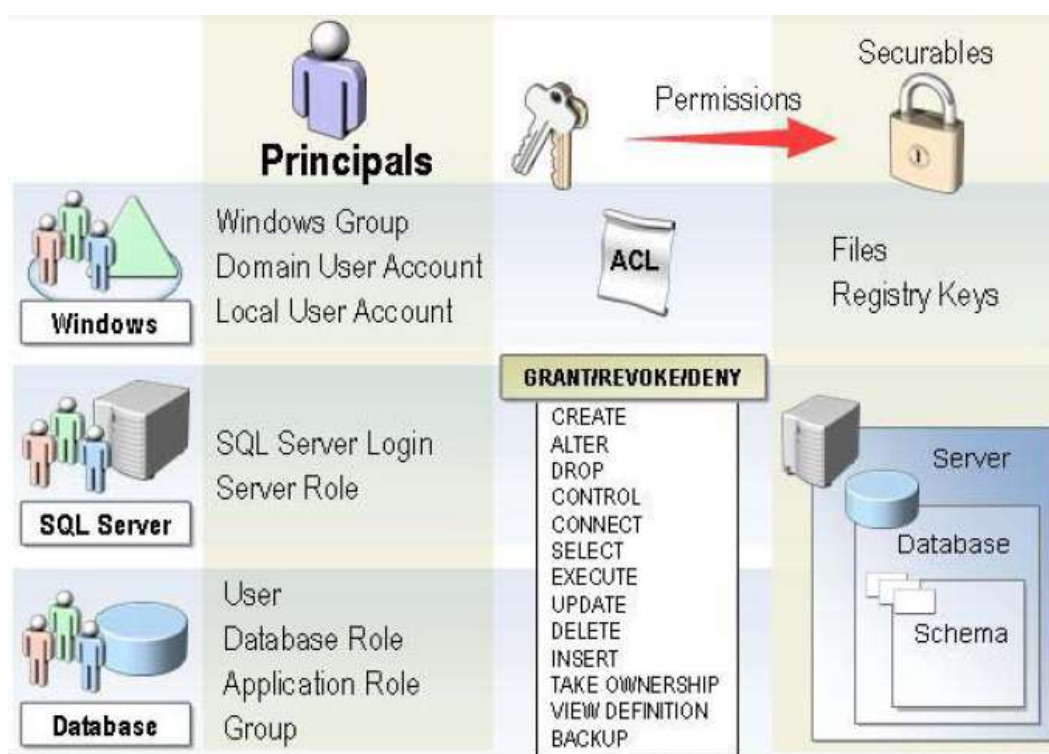 Principals
Permissions
Securables
Windows
Windows Group
Domain User Account
Local User Account
ACL
Files
Registry Keys
SQL Server
SQL Server Login
Server Role
GRANT/REVOKE/DENY
CREATE
ALTER
DROP
CONTROL
CONNECT
SELECT
EXECUTE
UPDATE
DELETE
INSERT
TAKE OWNERSHIP
VIEW DEFINITION
BACKUP
Server
Database
Schema
Database
User
Database Role
Application Role
Group